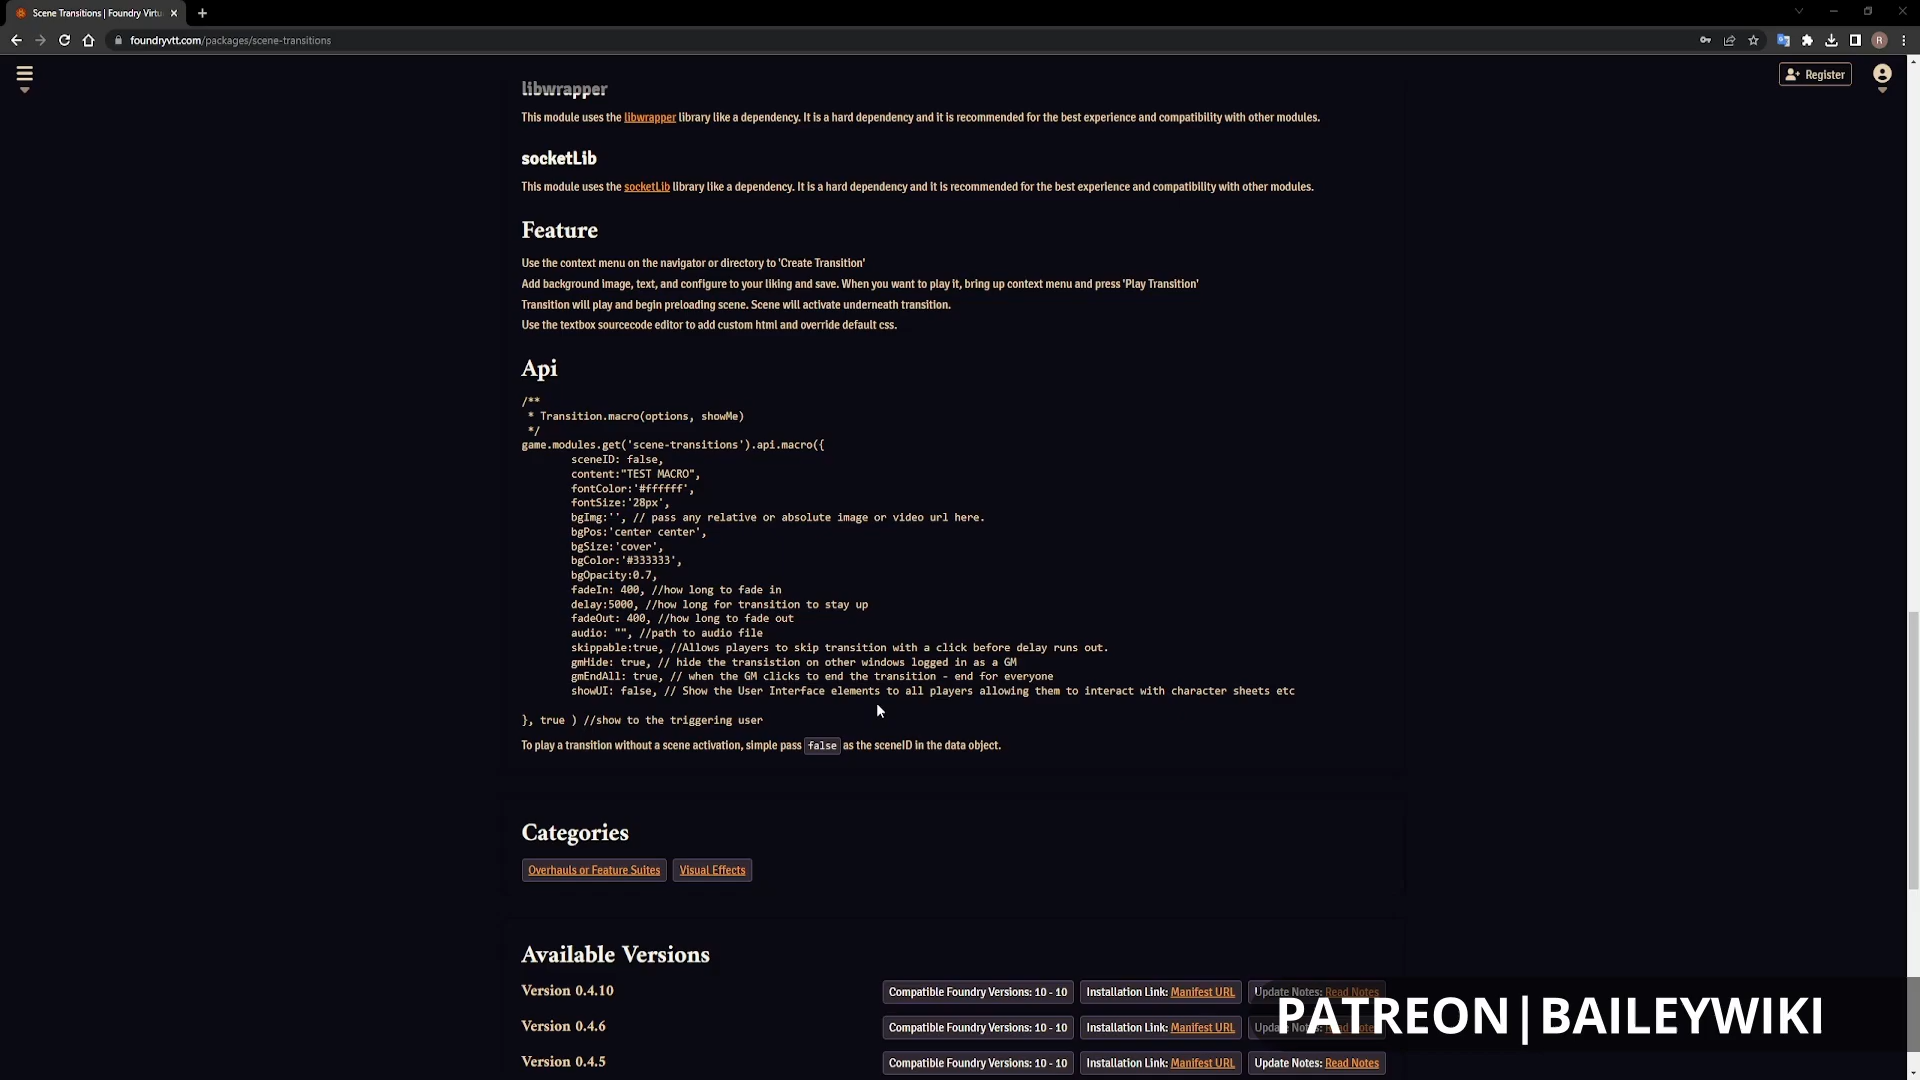 Scene Transitions | Foundry Virtu
foundryvtt.com/packages/scene-transitions
R
Register
libwrapper
This module uses the libwrapper library like a dependency. It is a hard dependency and it is recommended for the best experience and compatibility with other modules.
socketLib
This module uses the socketLib library like a dependency. It is a hard dependency and it is recommended for the best experience and compatibility with other modules.
Feature
Use the context menu on the navigator or directory to 'Create Transition'
Add background image, text, and configure to your liking and save. When you want to play it, bring up context menu and press 'Play Transition'
Transition will play and begin preloading scene. Scene will activate underneath transition.
Use the textbox sourcecode editor to add custom html and override default css.
Api
/**
* Transition.macro(options, showMe)
*/
game.modules.get('scene-transitions').api.macro({
sceneID: false,
content:"TEST MACRO",
fontColor:'#ffffff',
fontSize:'28px',
bgImg:'', // pass any relative or absolute image or video url here.
bgPos:'center center',
bgSize:'cover',
bgColor:'#333333',
bgOpacity:0.7,
fadeIn: 400, //how long to fade in
delay:5000, //how long for transition to stay up
fadeOut: 400, //how long to fade out
audio: "", //path to audio file
skippable:true, //Allows players to skip transition with a click before delay runs out.
gmHide: true, // hide the transistion on other windows logged in as a GM
gmEndAll: true, // when the GM clicks to end the transition - end for everyone
showUI: false, // Show the User Interface elements to all players allowing them to interact with character sheets etc
}, true ) //show to the triggering user
To play a transition without a scene activation, simple pass false as the sceneID in the data object.
Categories
Overhauls or Feature Suites Visual Effects
Available Versions
Version 0.4.10 Compatible Foundry Versions: 10 - 10 Installation Link: Manifest URL Update Notes: Read Notes
Version 0.4.6 Compatible Foundry Versions: 10 - 10 Installation Link: Manifest URL
PATREON|BAILEYWIKI
Version 0.4.5 Compatible Foundry Versions: 10 - 10 Installation Link: Manifest URL Update Notes: Read Notes